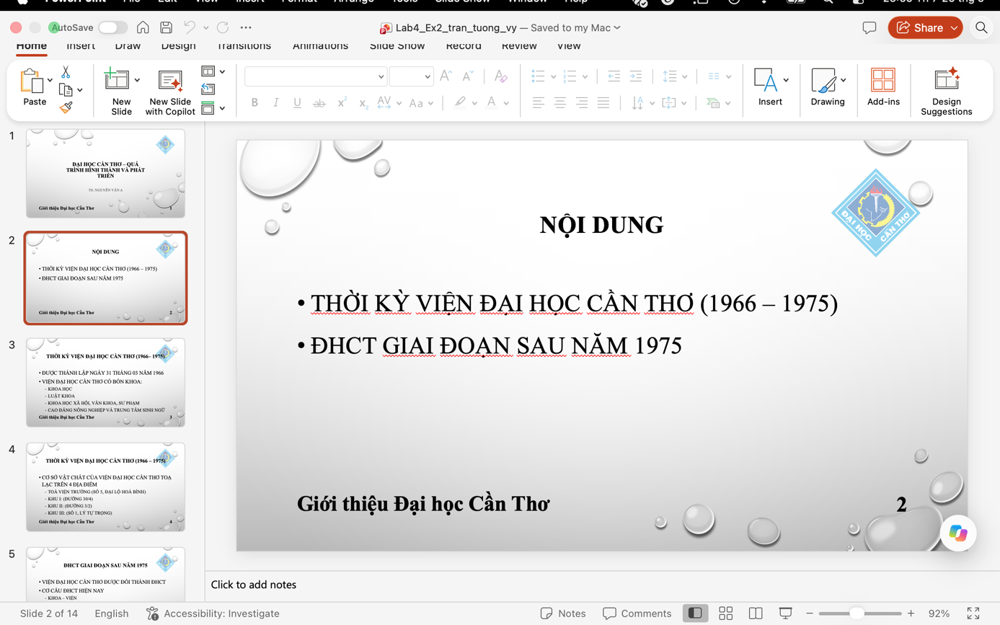 PowerPoint File Edit View Insert Format Arrange Tools Slide Show Window Help
AutoSave
Lab4_Ex2_tran_tuong_vy — Saved to my Mac
Share
Home Insert Draw Design Transitions Animations Slide Show Record Review View
Paste
New Slide
New Slide with Copilot
Insert
Drawing
Add-ins
Design Suggestions
1
ĐẠI HỌC CẦN THƠ – QUÁ
TRÌNH HÌNH THÀNH VÀ PHÁT
TRIỂN
TS. NGUYỄN VĂN A
Giới thiệu Đại học Cần Thơ 1
2
NỘI DUNG
• THỜI KỲ VIỆN ĐẠI HỌC CẦN THƠ (1966 – 1975)
• ĐHCT GIAI ĐOẠN SAU NĂM 1975
Giới thiệu Đại học Cần Thơ 2
3
THỜI KỲ VIỆN ĐẠI HỌC CẦN THƠ (1966– 1975)
• ĐƯỢC THÀNH LẬP NGÀY 31 THÁNG 03 NĂM 1966
• VIỆN ĐẠI HỌC CẦN THƠ CÓ BỐN KHOA:
- KHOA HỌC
- LUẬT KHOA
- KHOA HỌC XÃ HỘI, VĂN KHOA, SƯ PHẠM
- CAO ĐẲNG NÔNG NGHIỆP VÀ TRUNG TÂM SINH NGỮ
Giới thiệu Đại học Cần Thơ 3
4
THỜI KỲ VIỆN ĐẠI HỌC CẦN THƠ (1966 – 1975)
• CƠ SỞ VẬT CHẤT CỦA VIỆN ĐẠI HỌC CẦN THƠ TOẠ
LẠC TRÊN 4 ĐỊA ĐIỂM
- TOÀ VIỆN TRƯỞNG (SỐ 5, ĐẠI LỘ HOÀ BÌNH)
- KHU I: (ĐƯỜNG 30/4)
- KHU II: (ĐƯỜNG 3/2)
- KHU III: (SỐ 1, LÝ TỰ TRỌNG)
Giới thiệu Đại học Cần Thơ 4
5
ĐHCT GIAI ĐOẠN SAU NĂM 1975
• VIỆN ĐẠI HỌC CẦN THƠ ĐƯỢC ĐỔI THÀNH ĐHCT
• CƠ CẤU ĐHCT HIỆN NAY
- KHOA – VIỆN
NỘI DUNG
ĐẠI HỌC CẦN THƠ
• THỜI KỲ VIỆN ĐẠI HỌC CẦN THƠ (1966 – 1975)
• ĐHCT GIAI ĐOẠN SAU NĂM 1975
Giới thiệu Đại học Cần Thơ 2
Click to add notes
Slide 2 of 14 English Accessibility: Investigate Notes Comments 92%